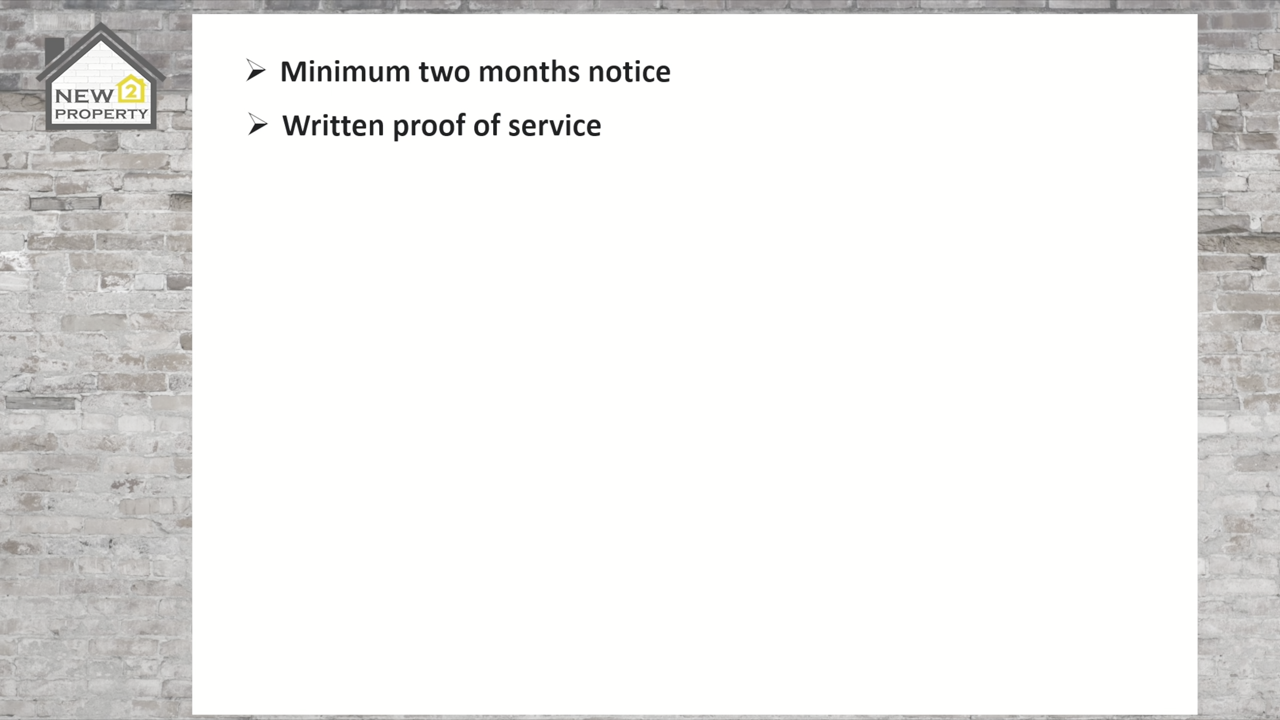 NEW 2
PROPERTY
Minimum two months notice
Written proof of service